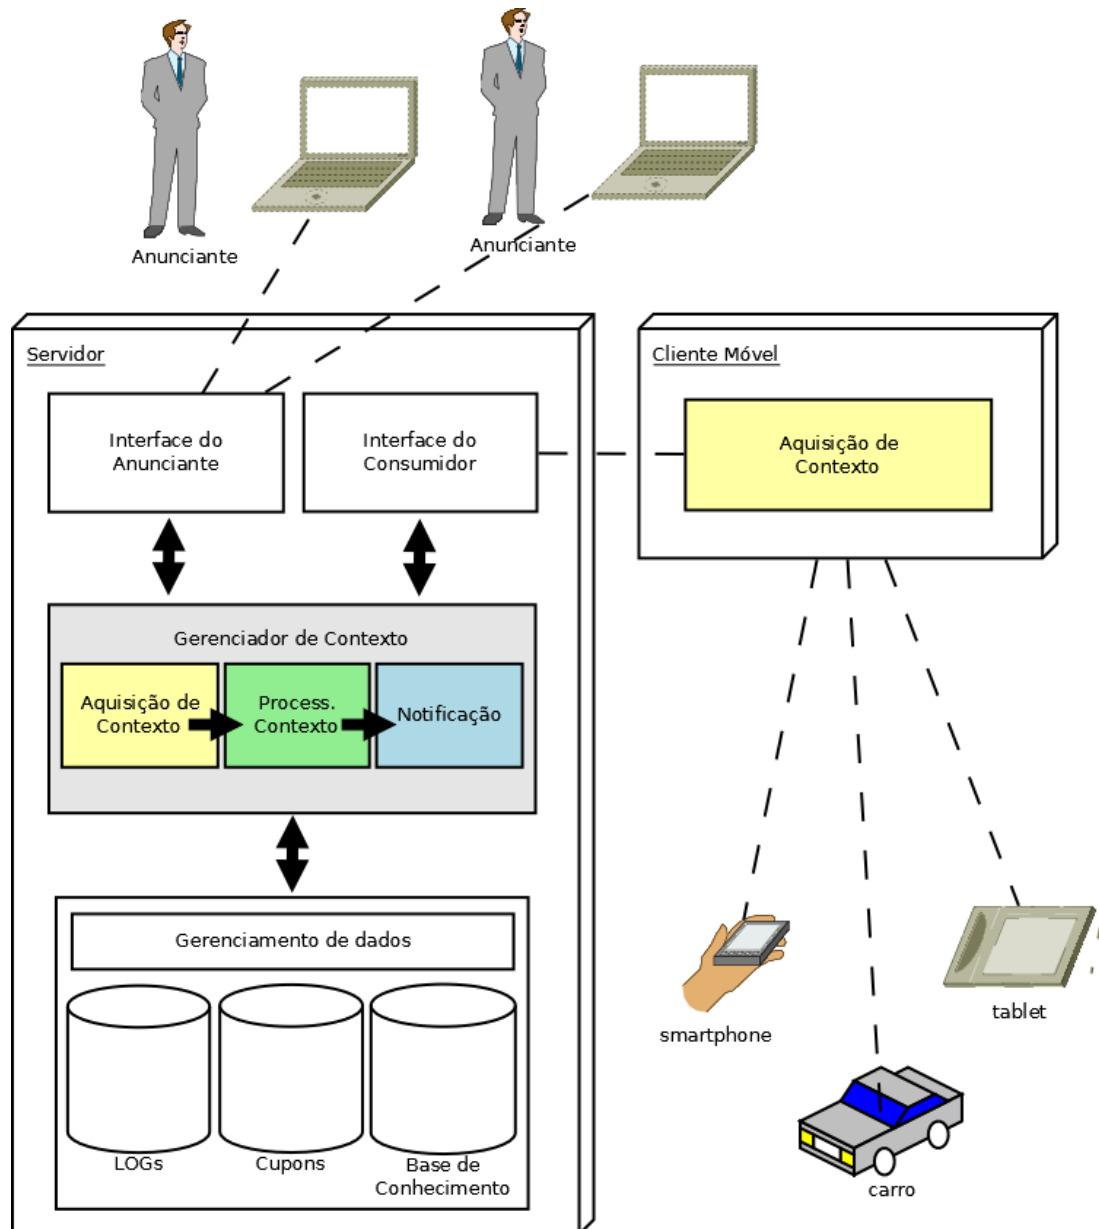 Anunciante
Anunciante
Servidor
Cliente Móvel
Interface do
Anunciante
Interface do
Consumidor
Aquisição de
Contexto
Gerenciador de Contexto
Aquisição de
Contexto
Process.
Contexto
Notificação
Gerenciamento de dados
LOGs
Cupons
Base de
Conhecimento
smartphone
tablet
carro